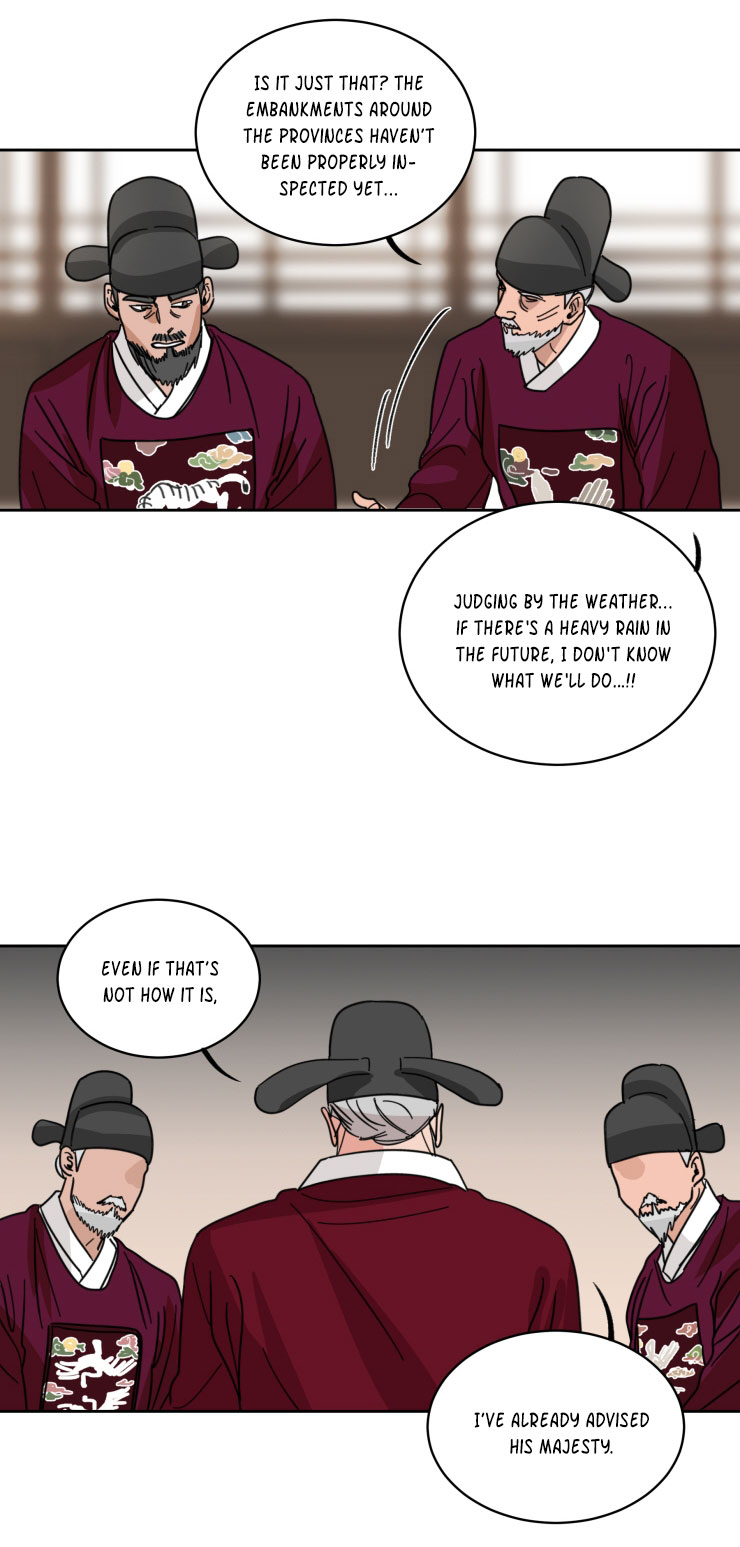 IS IT JUST THAT? THE
EMBANKMENTS AROUND
THE PROVINCES HAVEN'T
BEEN PROPERLY IN-
SPECTED YET...
JUDGING BY THE WEATHER...
IF THERE'S A HEAVY RAIN IN
THE FUTURE, I DON'T KNOW
WHAT WE'LL DO...!!
EVEN IF THAT'S
NOT HOW IT IS,
I'VE ALREADY ADVISED
HIS MAJESTY.